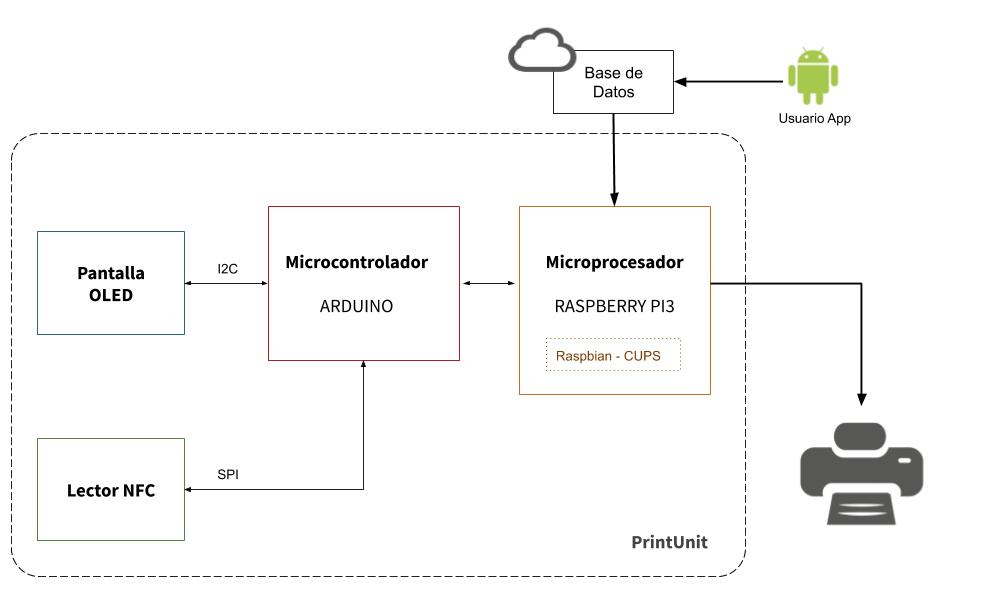 Base de
Datos
Usuario App
Pantalla
OLED
I2C
Microcontrolador
ARDUINO
Microprocesador
RASPBERRY PI3
Raspbian - CUPS
Lector NFC
SPI
PrintUnit